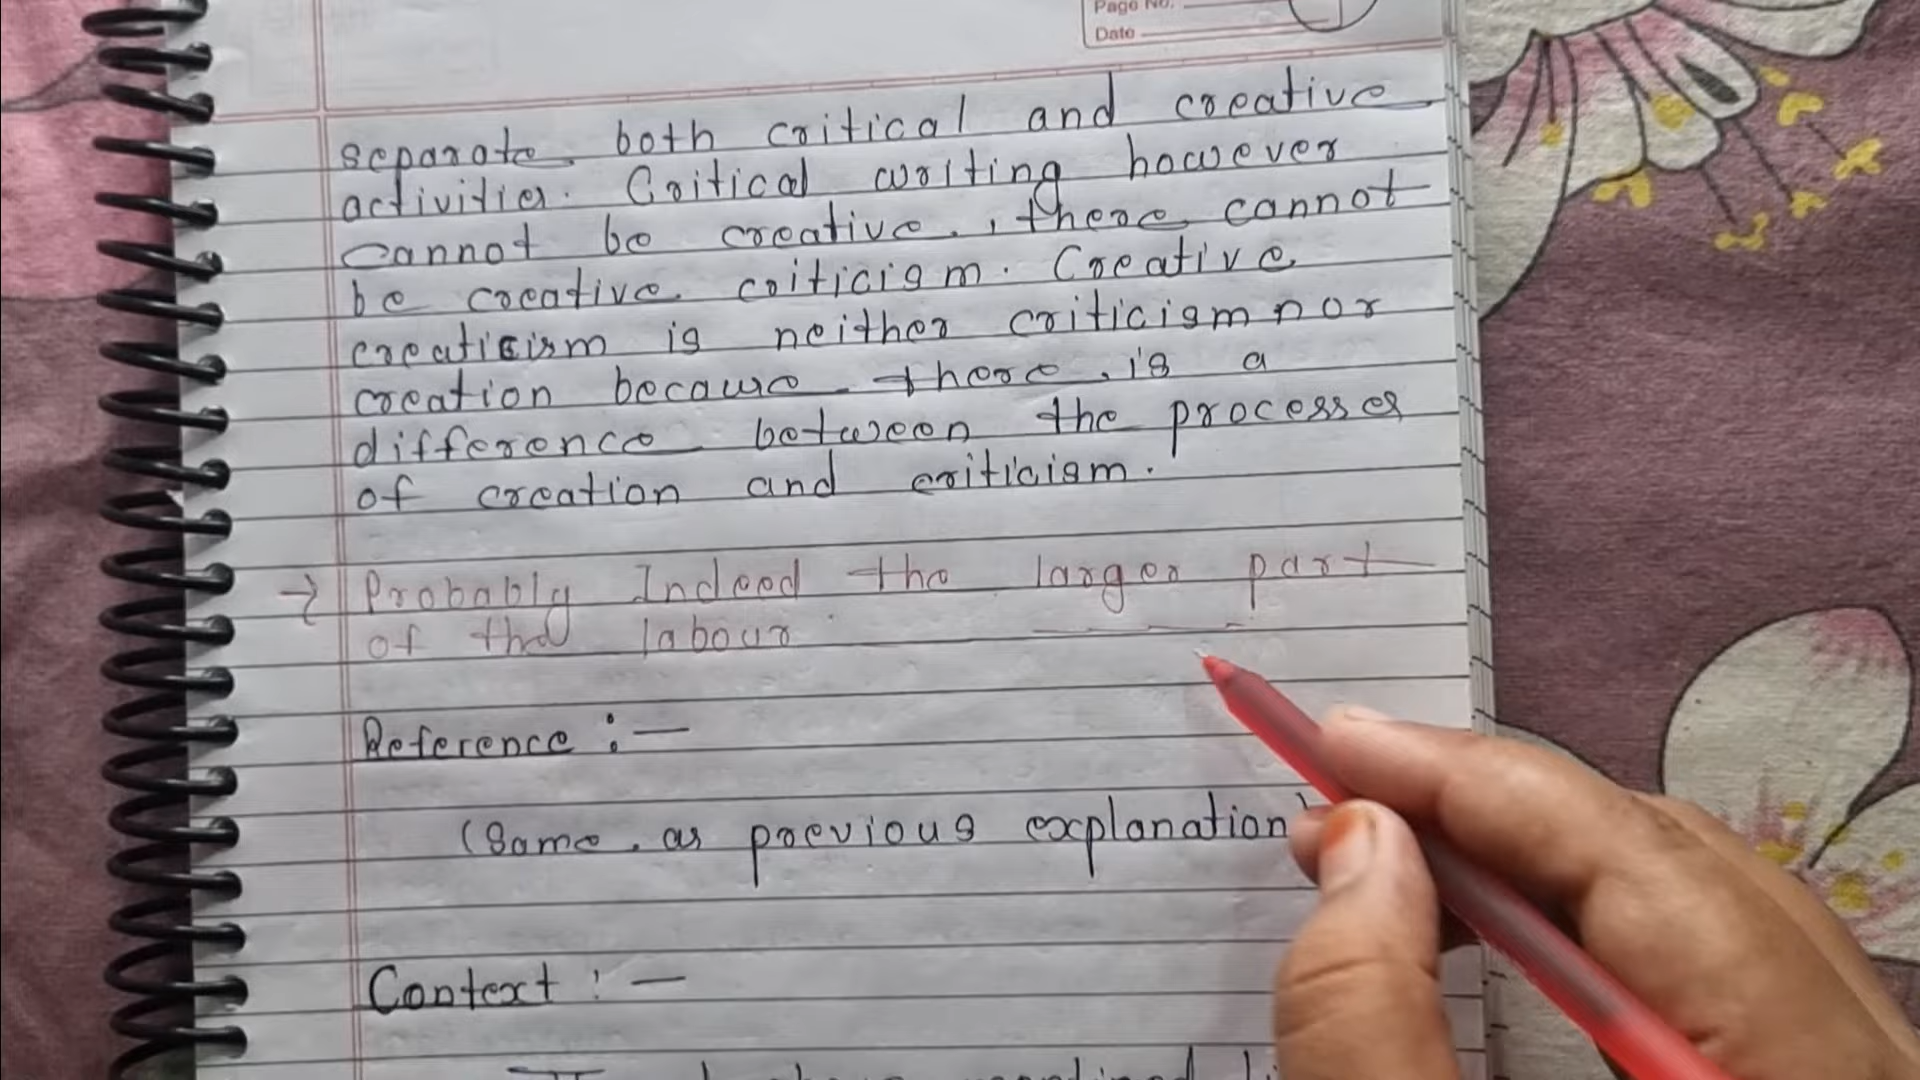 Page No.
Date
separate both critical and creative
activities. Critical writing however
cannot be creative, there cannot
be creative criticism. Creative
creaticism is neither criticism nor
creation because there is a
difference between the processes
of creation and criticism.
→ Probably Indeed the larger part
of the labour
Reference :—
(Same as previous explanation)
Context :—